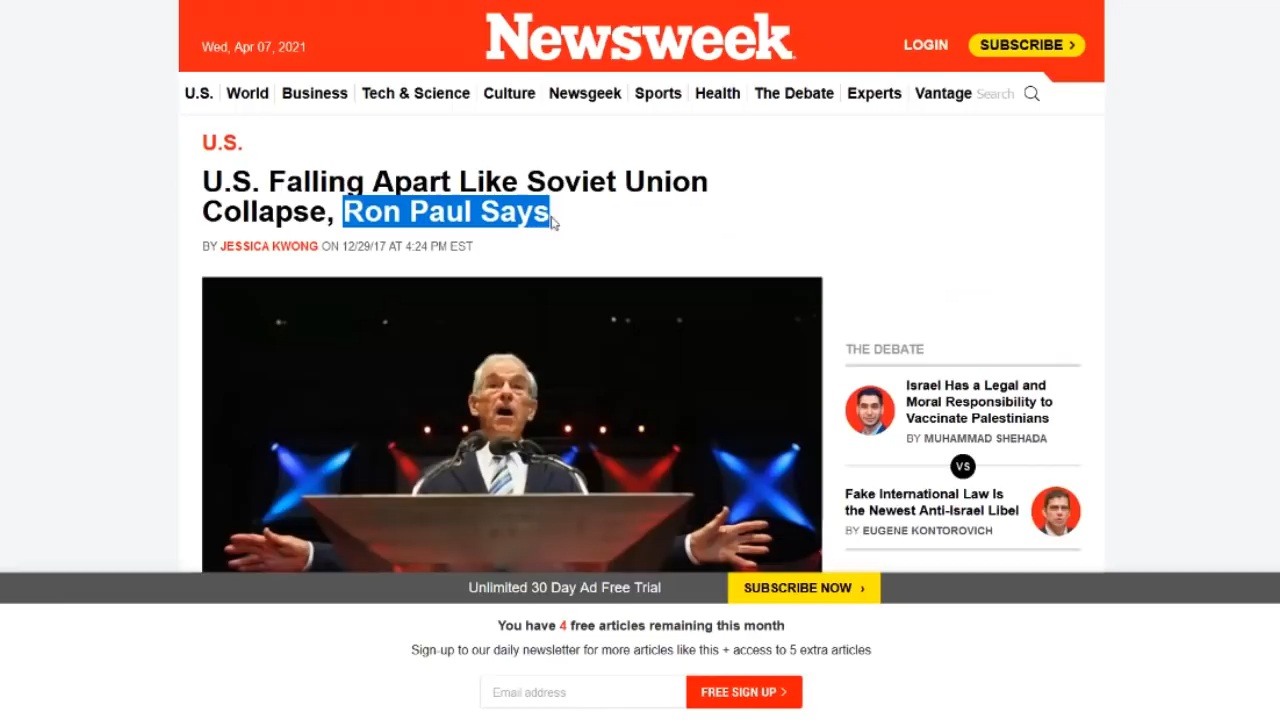 Wed, Apr 07, 2021
Newsweek
LOGIN
SUBSCRIBE >
U.S. World Business Tech & Science Culture Newsgeek Sports Health The Debate Experts Vantage Search
U.S.
U.S. Falling Apart Like Soviet Union
Collapse, Ron Paul Says
BY JESSICA KWONG ON 12/29/17 AT 4:24 PM EST
THE DEBATE
Israel Has a Legal and
Moral Responsibility to
Vaccinate Palestinians
BY MUHAMMAD SHEHADA
VS
Fake International Law Is
the Newest Anti-Israel Libel
BY EUGENE KONTOROVICH
Unlimited 30 Day Ad Free Trial
SUBSCRIBE NOW ›
You have 4 free articles remaining this month
Sign-up to our daily newsletter for more articles like this + access to 5 extra articles
Email address
FREE SIGN UP >